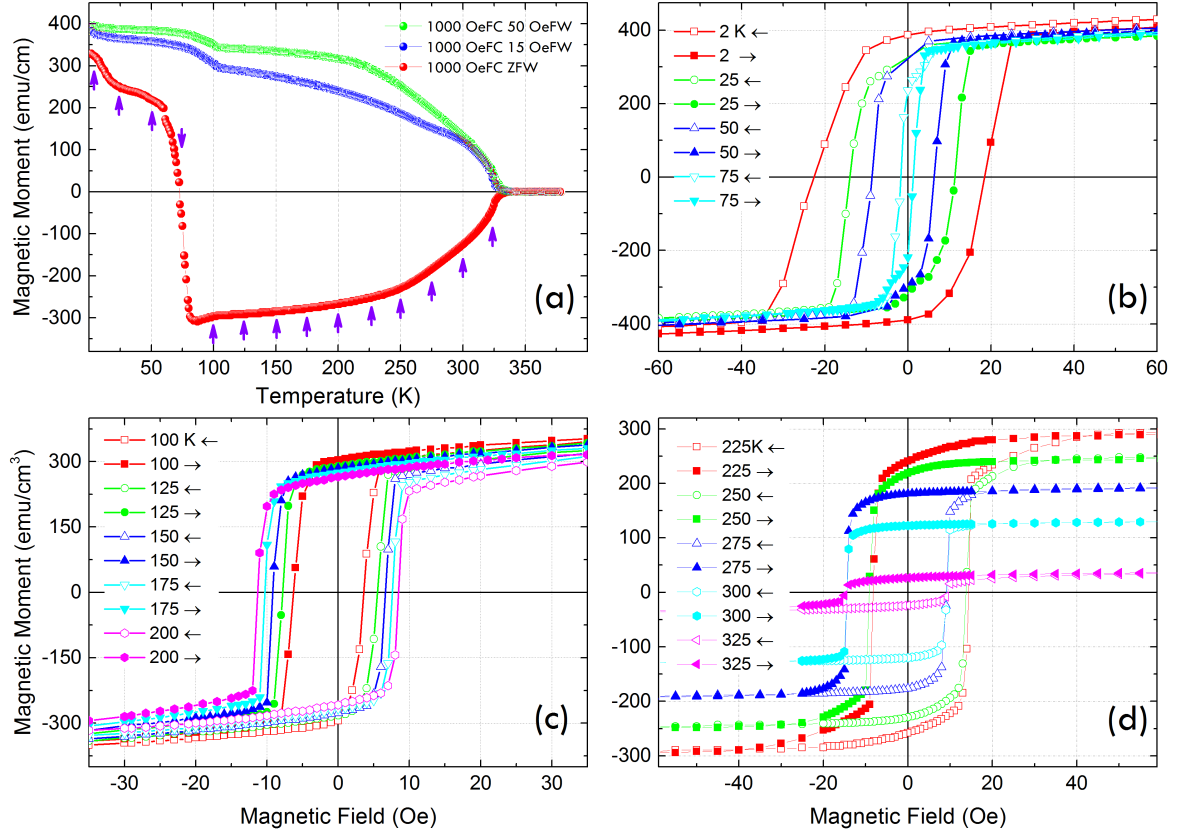 400
300
200
100
0
-100
-200
-300
Magnetic Moment (emu/cm)
1000 OeFC 50 OeFW
1000 OeFC 15 OeFW
1000 OeFC ZFW
(a)
50 100 150 200 250 300 350
Temperature (K)
400
200
0
-200
-400
2 K ←
2 →
25 ←
25 →
50 ←
50 →
75 ←
75 →
(b)
-60 -40 -20 0 20 40 60
300
150
0
-150
-300
Magnetic Moment (emu/cm³)
100 K ←
100 →
125 ←
125 →
150 ←
150 →
175 ←
175 →
200 ←
200 →
(c)
-30 -20 -10 0 10 20 30
Magnetic Field (Oe)
300
200
100
0
-100
-200
-300
225K ←
225 →
250 ←
250 →
275 ←
275 →
300 ←
300 →
325 ←
325 →
(d)
-40 -20 0 20 40
Magnetic Field (Oe)